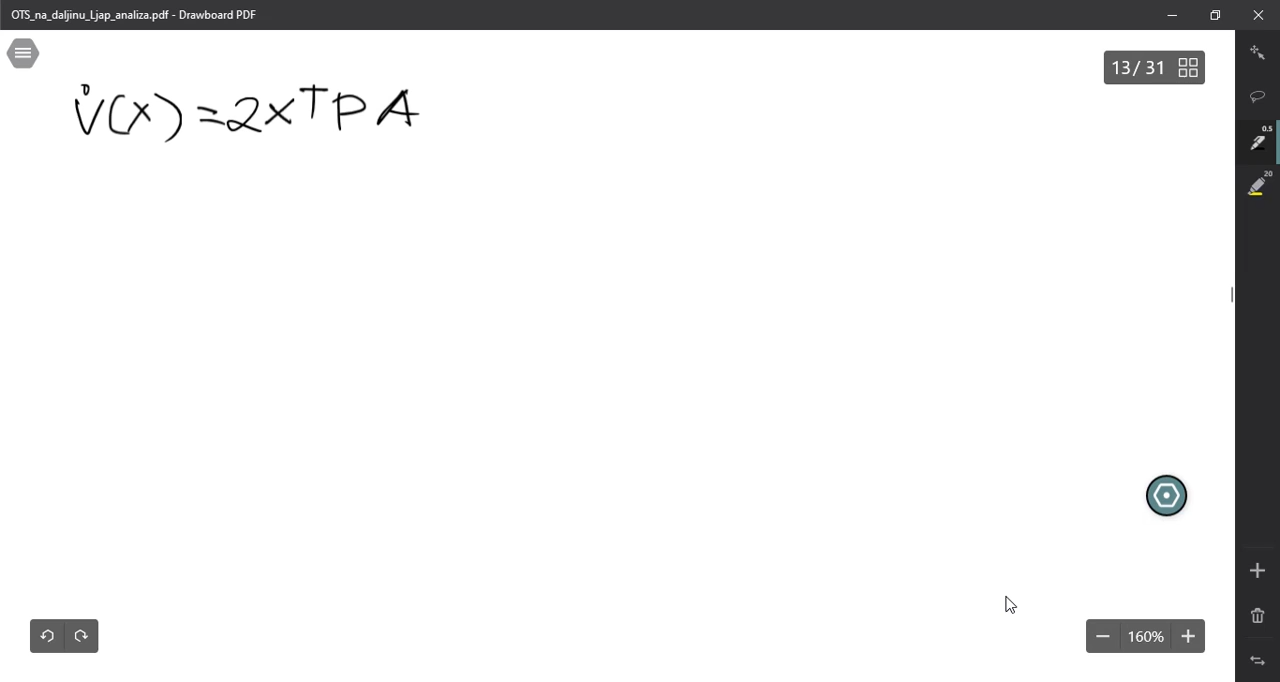 OTS_na_daljinu_Ljap_analiza.pdf - Drawboard PDF
13 / 31
0.5
20
V̇(x) = 2xᵀPA
160%